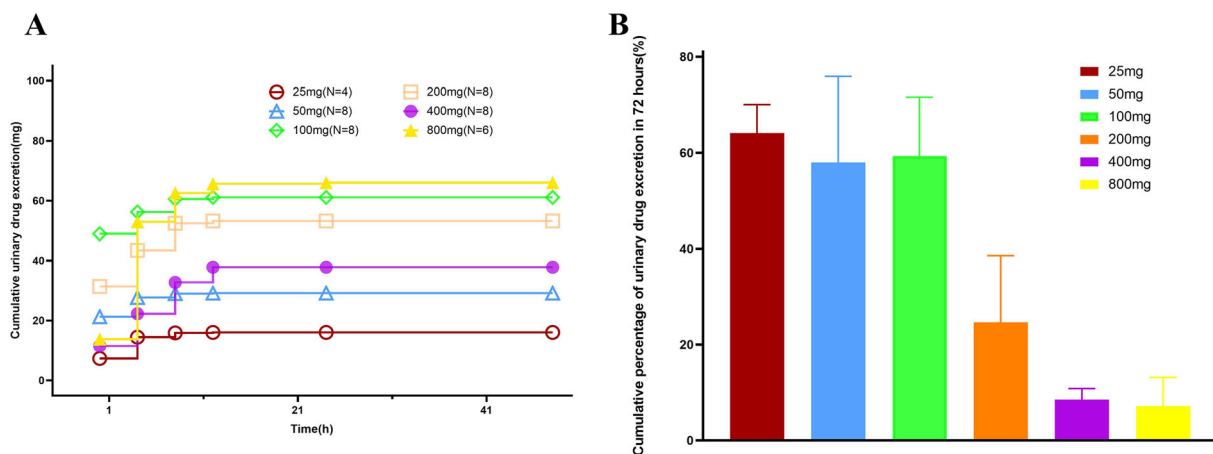 A
Cumulative urinary drug excretion(mg)
100
80
60
40
20
0
25mg(N=4)
50mg(N=8)
100mg(N=8)
200mg(N=8)
400mg(N=8)
800mg(N=6)
1
21
41
Time(h)
B
Cumulative percentage of urinary drug excretion in 72 hours(%)
80
60
40
20
0
25mg
50mg
100mg
200mg
400mg
800mg